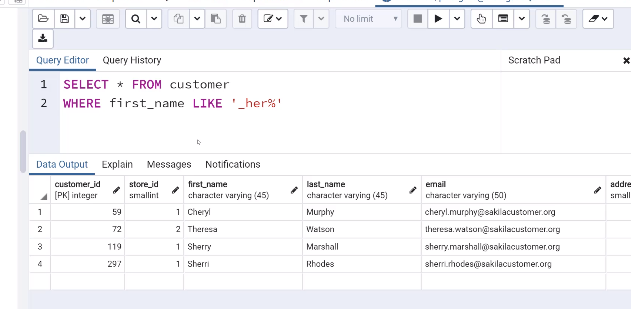 No limit
Query Editor Query History Scratch Pad
1 SELECT * FROM customer
2 WHERE first_name LIKE '_her%'
Data Output Explain Messages Notifications
customer_id store_id first_name last_name email addre
[PK] integer smallint character varying (45) character varying (45) character varying (50) small
1 59 1 Cheryl Murphy cheryl.murphy@sakilacustomer.org
2 72 2 Theresa Watson theresa.watson@sakilacustomer.org
3 119 1 Sherry Marshall sherry.marshall@sakilacustomer.org
4 297 1 Sherri Rhodes sherri.rhodes@sakilacustomer.org